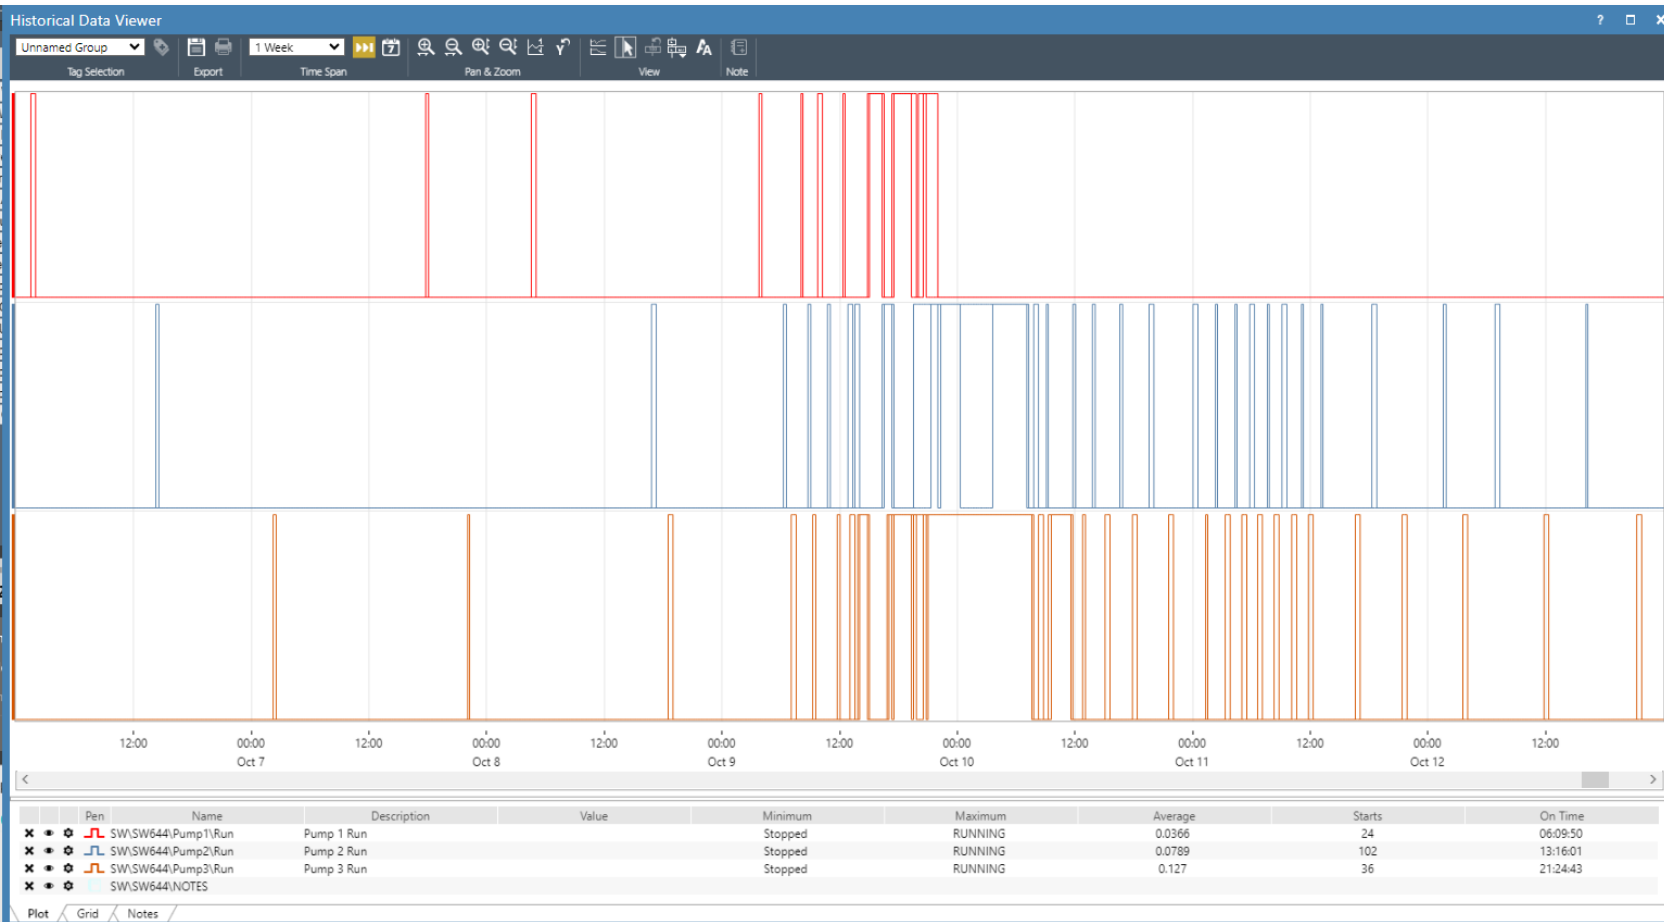 Historical Data Viewer ?
Unnamed Group 1 Week 7 Y A A
Tag Selection Export Time Span Pan & Zoom View Note
12:00 00:00 12:00 00:00 12:00 00:00 12:00 00:00 12:00 00:00 12:00 00:00 12:00
Oct 7 Oct 8 Oct 9 Oct 10 Oct 11 Oct 12
Pen Name Description Value Minimum Maximum Average Starts On Time
SW\SW644\Pump1\Run Pump 1 Run Stopped RUNNING 0.0366 24 06:09:50
SW\SW644\Pump2\Run Pump 2 Run Stopped RUNNING 0.0789 102 13:16:01
SW\SW644\Pump3\Run Pump 3 Run Stopped RUNNING 0.127 36 21:24:43
SW\SW644\NOTES
Plot Grid Notes